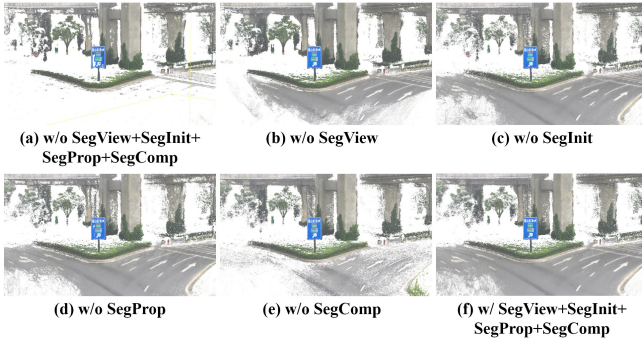 (a) w/o SegView+SegInit+
SegProp+SegComp
(b) w/o SegView
(c) w/o SegInit
(d) w/o SegProp
(e) w/o SegComp
(f) w/ SegView+SegInit+
SegProp+SegComp